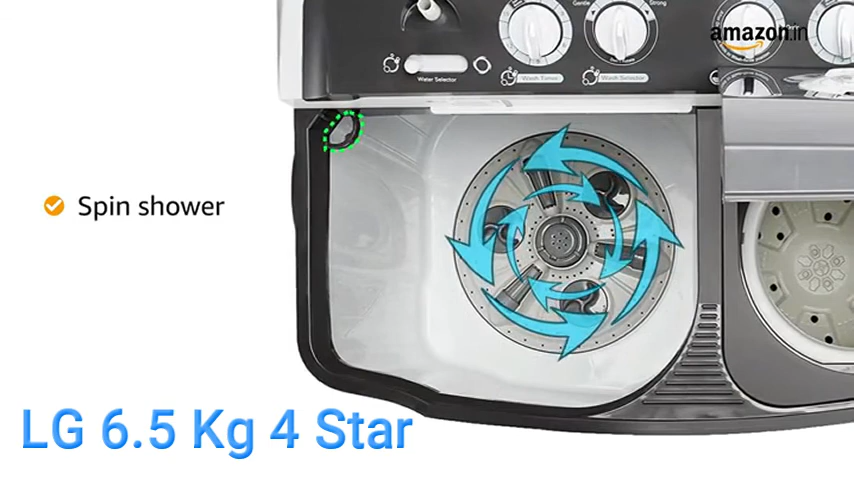 Gentle
Strong
amazon.in
Water Selector
Wash Timer
Wash Selector
Spin shower
LG 6.5 Kg 4 Star